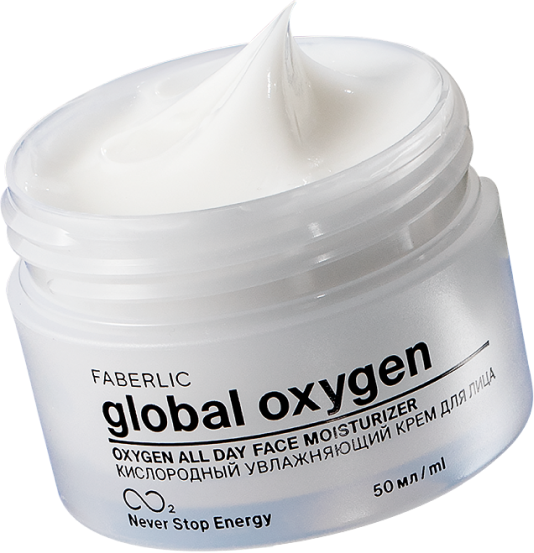 FABERLIC
global oxygen
OXYGEN ALL DAY FACE MOISTURIZER
КИСЛОРОДНЫЙ УВЛАЖНЯЮЩИЙ КРЕМ ДЛЯ ЛИЦА
50 мл / ml
Never Stop Energy